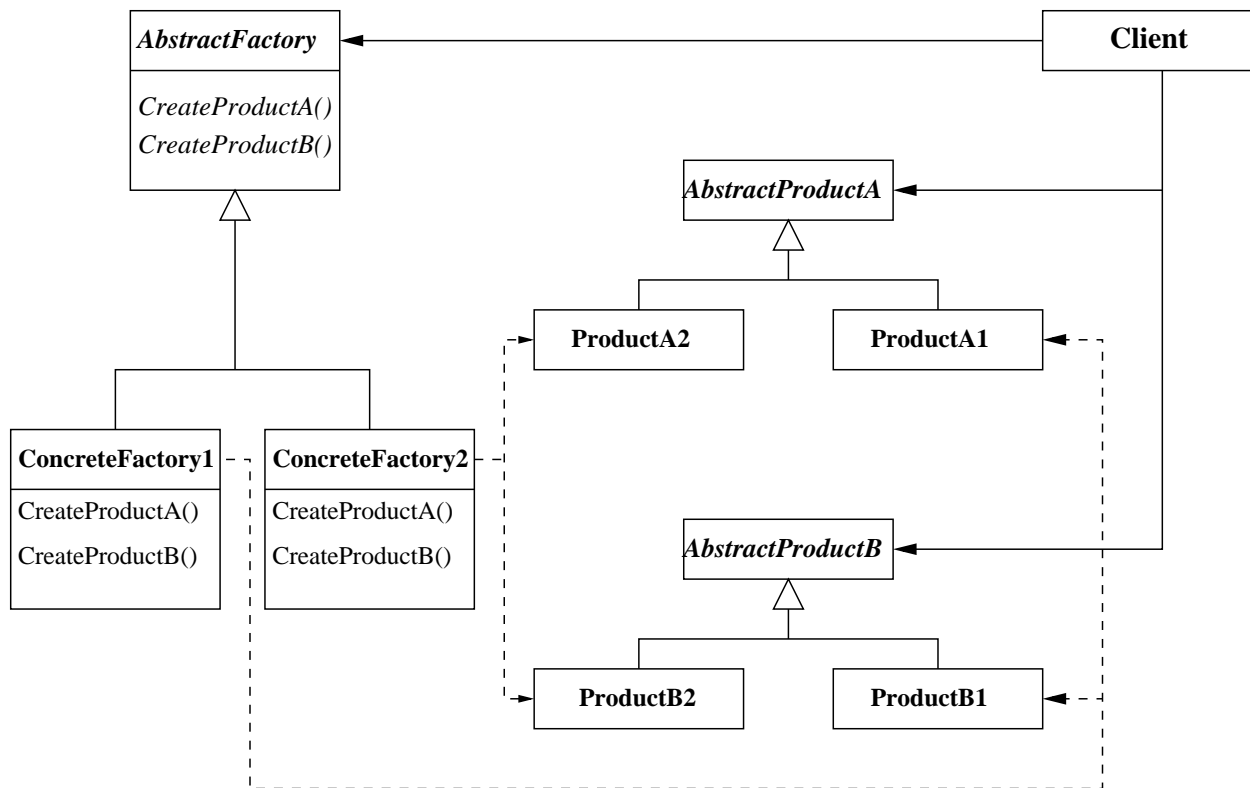 AbstractFactory
Client
CreateProductA()
CreateProductB()
AbstractProductA
ProductA2
ProductA1
ConcreteFactory1
ConcreteFactory2
CreateProductA()
CreateProductA()
CreateProductB()
CreateProductB()
AbstractProductB
ProductB2
ProductB1